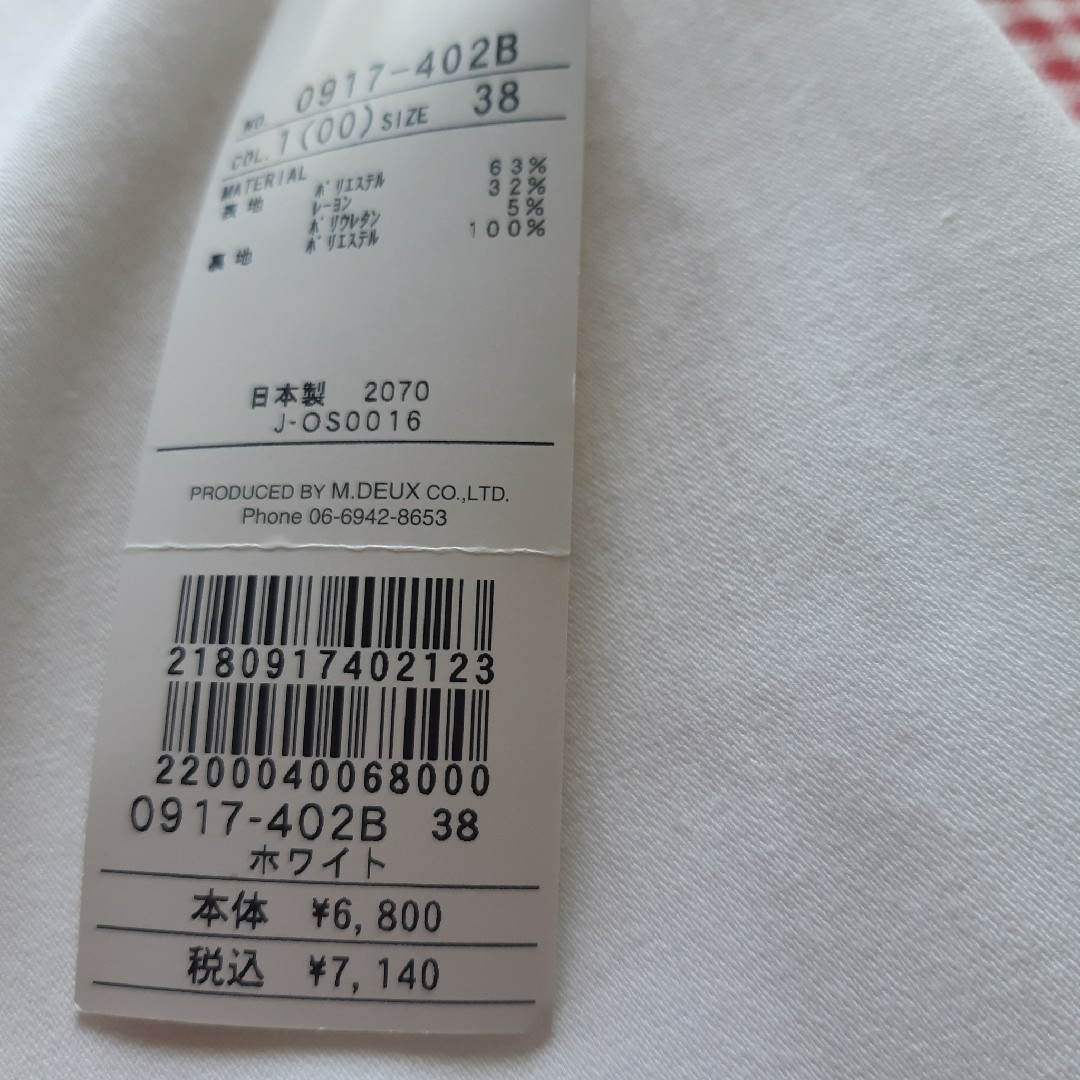 NO. 0917-402B
COL. 1(00) SIZE 38
MATERIAL
表地 ポリエステル 63%
レーヨン 32%
ポリウレタン 5%
裏地 ポリエステル 100%
日本製 2070
J-OS0016
PRODUCED BY M.DEUX CO.,LTD.
Phone 06-6942-8653
2180917402123
2200040068000
0917-402B 38
ホワイト
本体 ¥6,800
税込 ¥7,140